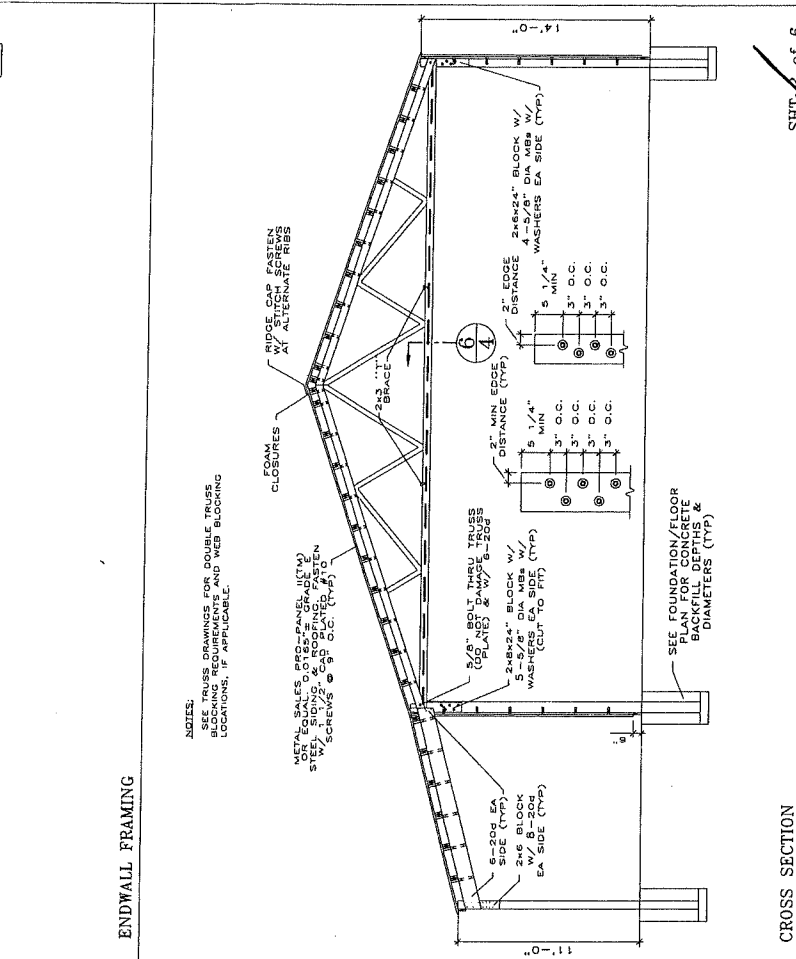 ENDWALL FRAMING
NOTES:
SEE TRUSS DRAWINGS FOR DOUBLE TRUSS
BLOCKING REQUIREMENTS AND WEB BLOCKING
LOCATIONS, IF APPLICABLE.
METAL SALES PRO-PANEL II(TM)
OR EQUAL. 0.0165"± GRADE E
STEEL SIDING & ROOFING. FASTEN
W/ 1 1/2" CAD PLATED #10
SCREWS @ 9" O.C. (TYP)
FOAM
CLOSURES
RIDGE CAP FASTEN
W/ STITCH SCREWS
AT ALTERNATE RIBS
2x3 "T"
BRACE
6
4
14'-0"
11'-0"
6-20d EA
SIDE (TYP)
2x6 BLOCK
W/ 8-20d
EA SIDE (TYP)
5/8" BOLT THRU TRUSS
(DO NOT DAMAGE TRUSS
PLATE) & W/ 6-20d
2x8x24" BLOCK W/
5-5/8" DIA MBs W/
WASHERS EA SIDE (TYP)
(CUT TO FIT)
2" MIN EDGE
DISTANCE (TYP)
5 1/4"
MIN
3" O.C.
3" O.C.
3" O.C.
3" O.C.
2" EDGE
DISTANCE
5 1/4"
MIN
3" O.C.
3" O.C.
3" O.C.
2x6x24" BLOCK W/
4-5/8" DIA MBs W/
WASHERS EA SIDE (TYP)
SEE FOUNDATION/FLOOR
PLAN FOR CONCRETE
BACKFILL DEPTHS &
DIAMETERS (TYP)
CROSS SECTION
of 6